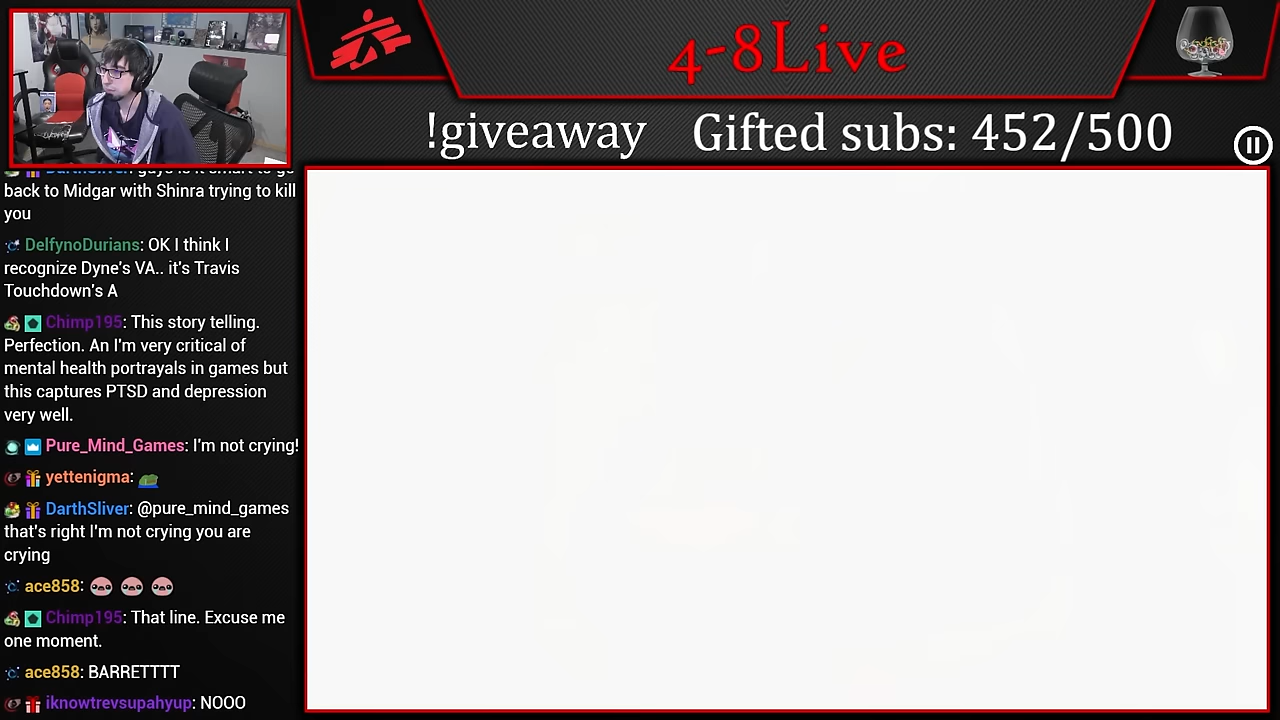 4-8Live
!giveaway
Gifted subs: 452/500
DarthSliver: guys is it smart to go
back to Midgar with Shinra trying to kill
you
DelfynoDurians: OK I think I
recognize Dyne's VA.. it's Travis
Touchdown's A
Chimp195: This story telling.
Perfection. An I'm very critical of
mental health portrayals in games but
this captures PTSD and depression
very well.
Pure_Mind_Games: I'm not crying!
yettenigma:
DarthSliver: @pure_mind_games
that's right I'm not crying you are
crying
ace858:
Chimp195: That line. Excuse me
one moment.
ace858: BARRETTTT
iknowtrevsupahyup: NOOO